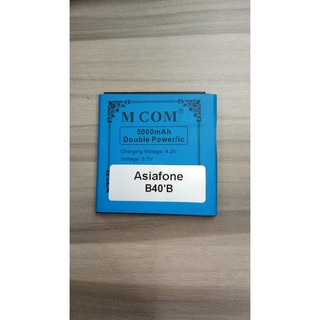 M COM®
5000mAh
Double Power/ic
Charging Voltage: 4.2V
Voltage: 3.7V
Asiafone
B40'B